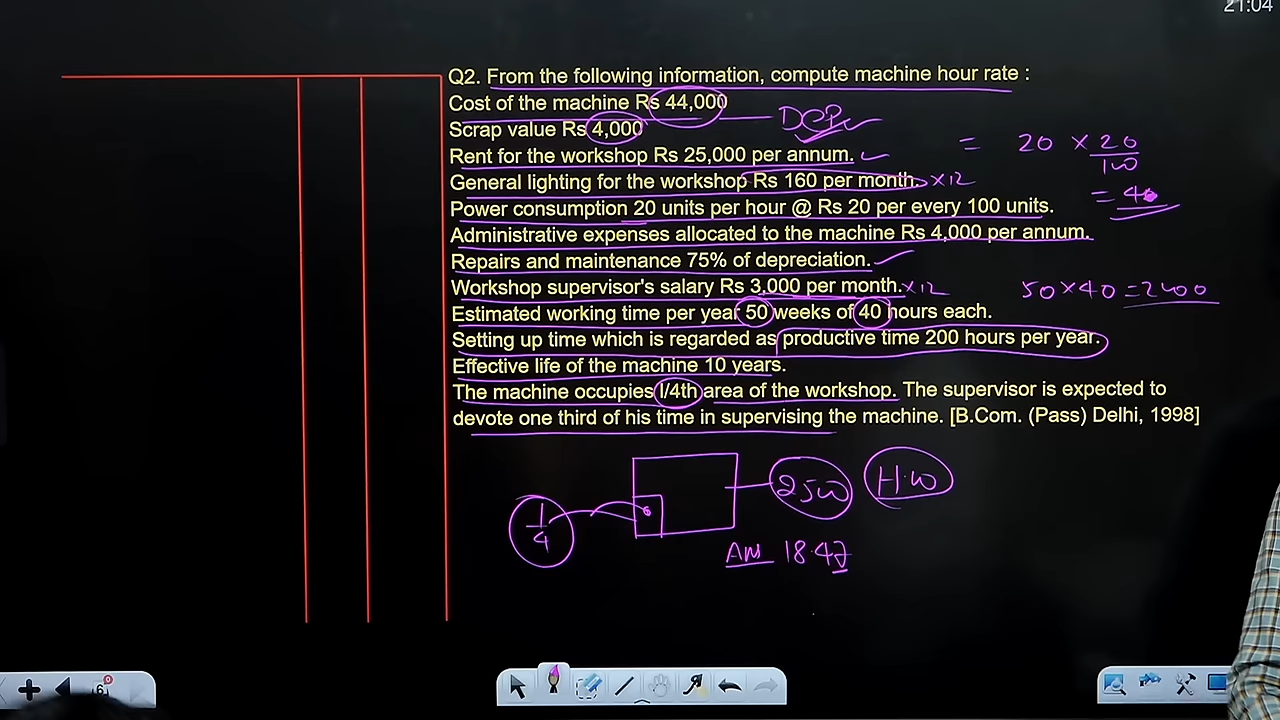 21:04
Q2. From the following information, compute machine hour rate :
Cost of the machine Rs 44,000
Scrap value Rs 4,000
Rent for the workshop Rs 25,000 per annum.
General lighting for the workshop Rs 160 per month. ×12
Power consumption 20 units per hour @ Rs 20 per every 100 units.
Administrative expenses allocated to the machine Rs 4,000 per annum.
Repairs and maintenance 75% of depreciation.
Workshop supervisor's salary Rs 3,000 per month. ×12
Estimated working time per year 50 weeks of 40 hours each.
Setting up time which is regarded as productive time 200 hours per year.
Effective life of the machine 10 years.
The machine occupies I/4th area of the workshop. The supervisor is expected to
devote one third of his time in supervising the machine. [B.Com. (Pass) Delhi, 1998]
Depr
= 20 × 20
100
50×40 =2000
1
4
H.W
Ans 18.47